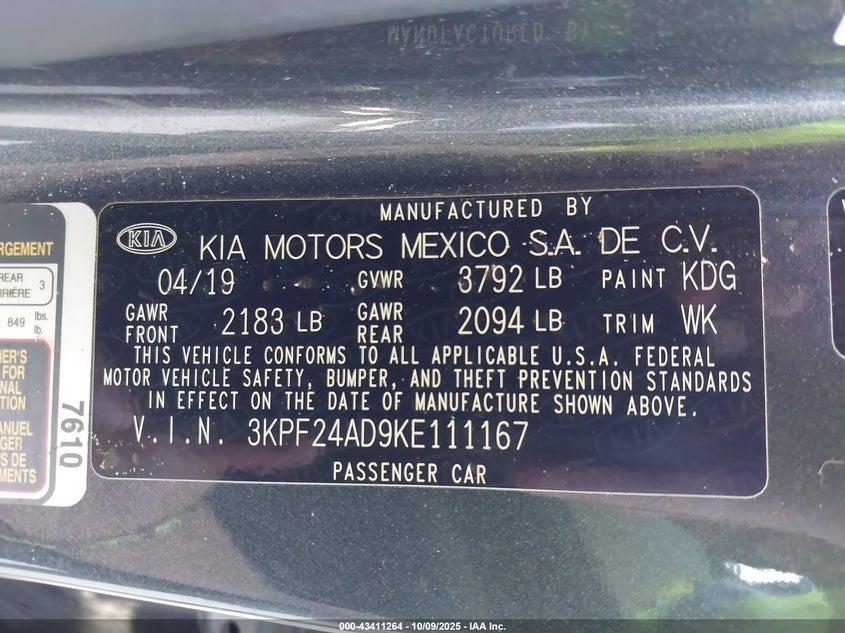 MANUFACTURED BY
MANUFACTURED BY
KIA KIA MOTORS MEXICO S.A. DE C.V.
04/19 GVWR 3792 LB PAINT KDG
GAWR FRONT 2183 LB GAWR REAR 2094 LB TRIM WK
THIS VEHICLE CONFORMS TO ALL APPLICABLE U.S.A. FEDERAL
MOTOR VEHICLE SAFETY, BUMPER, AND THEFT PREVENTION STANDARDS
IN EFFECT ON THE DATE OF MANUFACTURE SHOWN ABOVE.
V.I.N. 3KPF24AD9KE111167
PASSENGER CAR
REAR 3
849 lbs.
lb.
FOR
7610
000-43411264 - 10/09/2025 - IAA Inc.